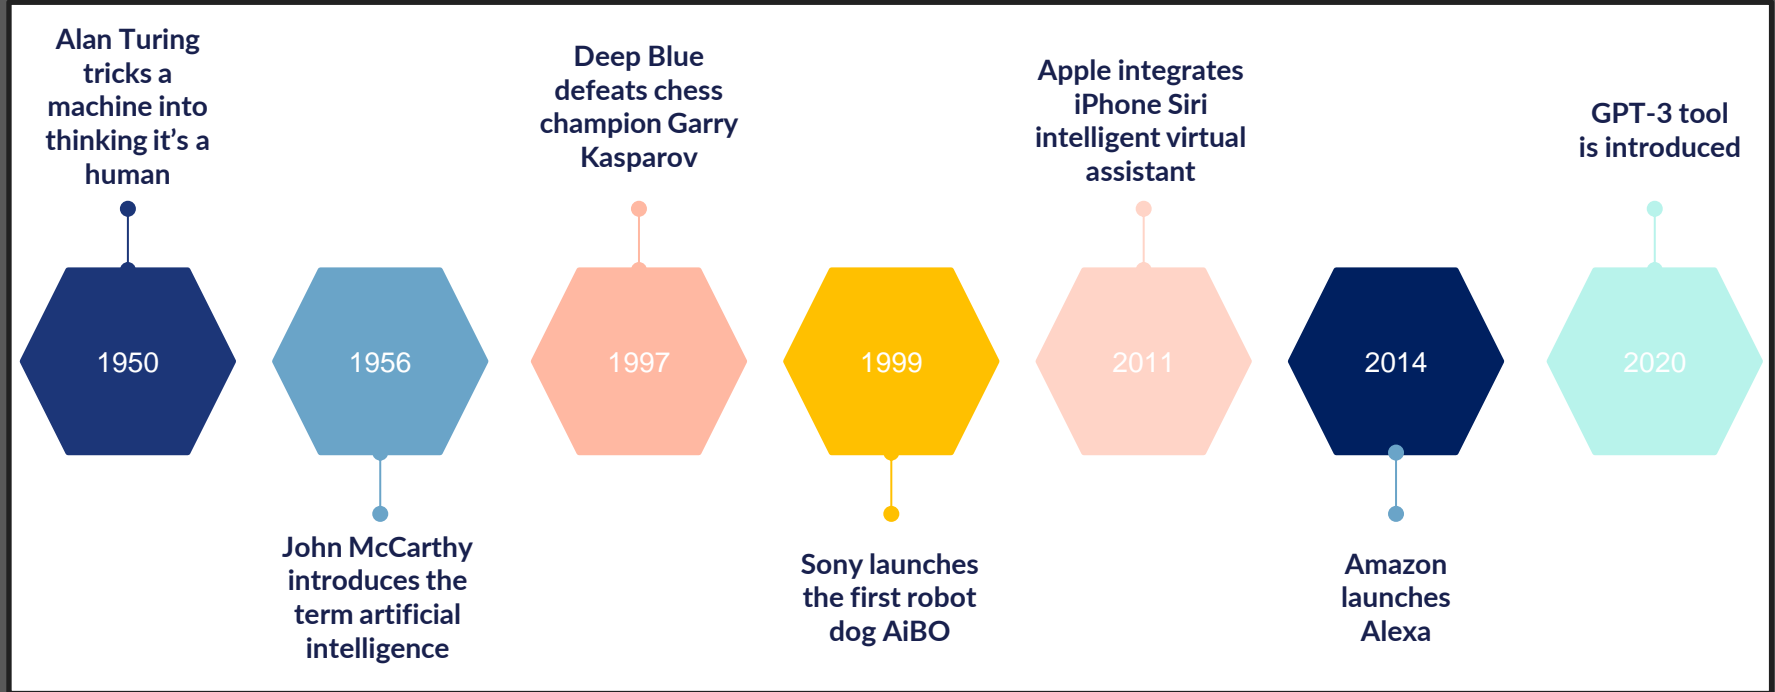 Alan Turing
tricks a
machine into
thinking it's a
human
1950
1956
John McCarthy
introduces the
term artificial
intelligence
Deep Blue
defeats chess
champion Garry
Kasparov
1997
1999
Sony launches
the first robot
dog AiBO
Apple integrates
iPhone Siri
intelligent virtual
assistant
2011
2014
Amazon
launches
Alexa
GPT-3 tool
is introduced
2020